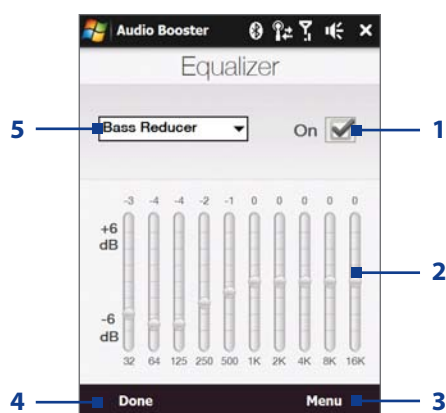 Audio Booster
Equalizer
5
Bass Reducer
On
1
-3 -4 -4 -2 -1 0 0 0 0 0
+6
dB
2
-6
dB
32 64 125 250 500 1K 2K 4K 8K 16K
4
Done
Menu
3